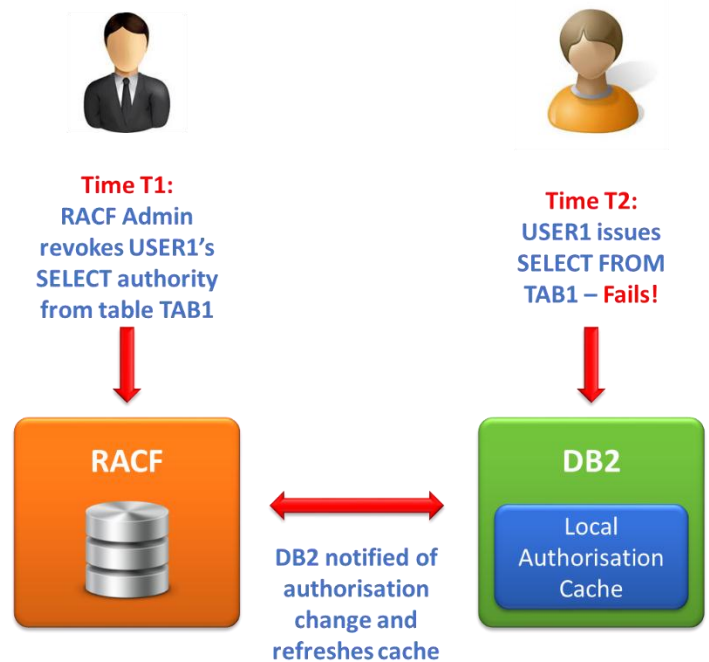 Time T1:
RACF Admin
revokes USER1's
SELECT authority
from table TAB1
Time T2:
USER1 issues
SELECT FROM
TAB1 – Fails!
RACF
DB2
Local
Authorisation
Cache
DB2 notified of
authorisation
change and
refreshes cache